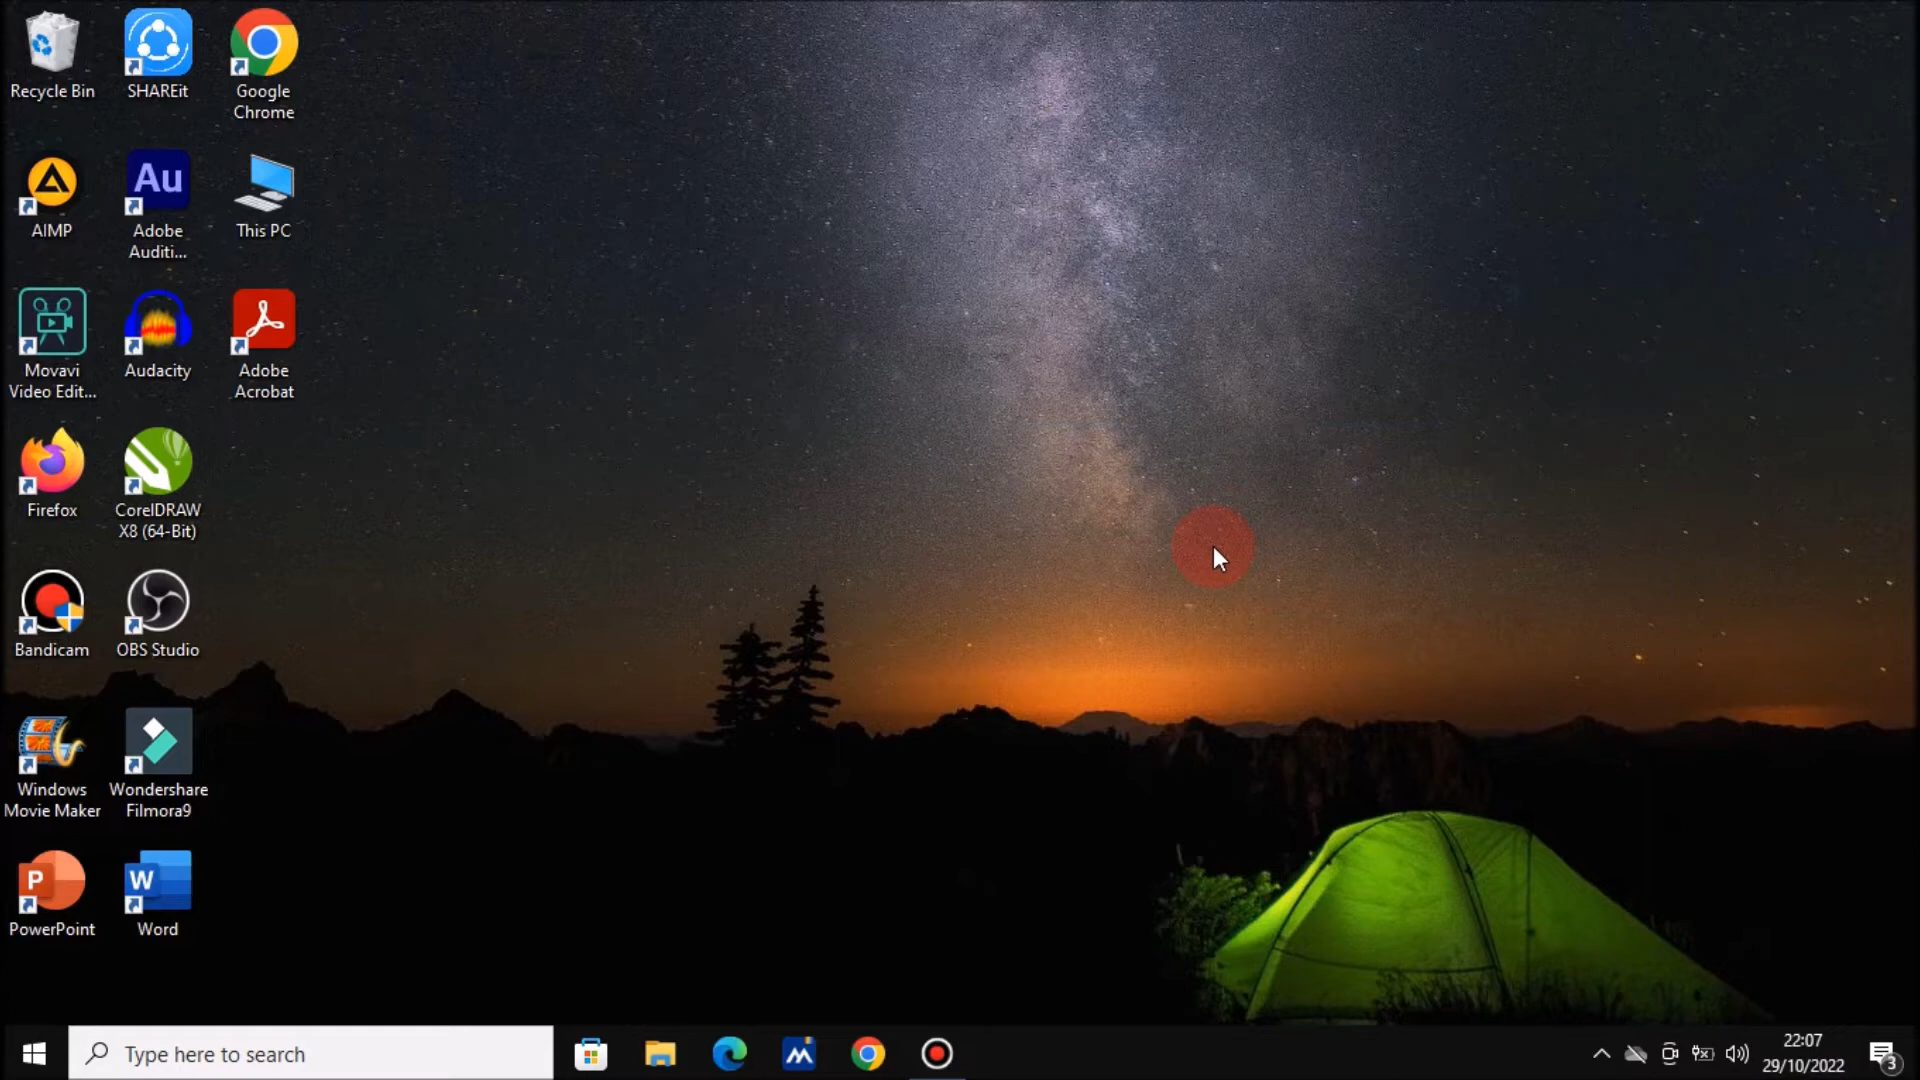 Recycle Bin
SHAREit
Google
Chrome
AIMP
Au
Adobe
Auditi...
This PC
Movavi
Video Edit...
Audacity
Adobe
Acrobat
Firefox
CorelDRAW
X8 (64-Bit)
Bandicam
OBS Studio
Windows
Movie Maker
Wondershare
Filmora9
P
PowerPoint
W
Word
Type here to search
22:07
29/10/2022
3